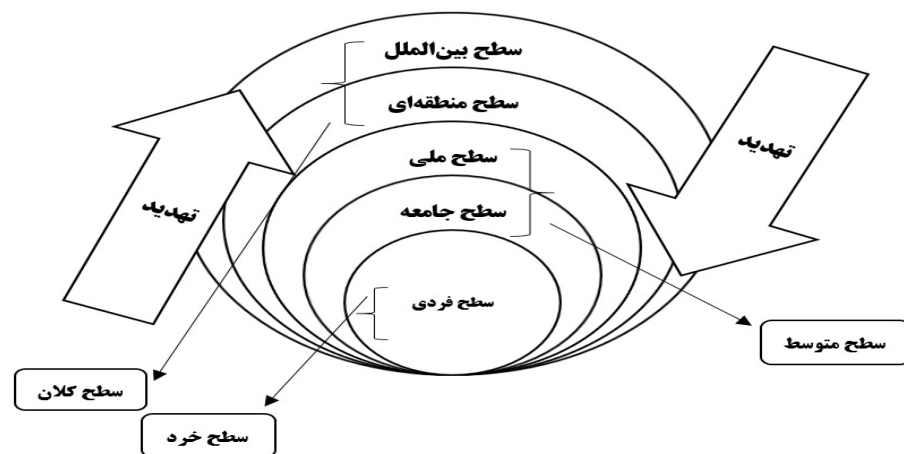 سطح بین‌الملل
سطح منطقه‌ای
تهدید
سطح ملی
تهدید
سطح جامعه
سطح فردی
سطح متوسط
سطح کلان
سطح خرد